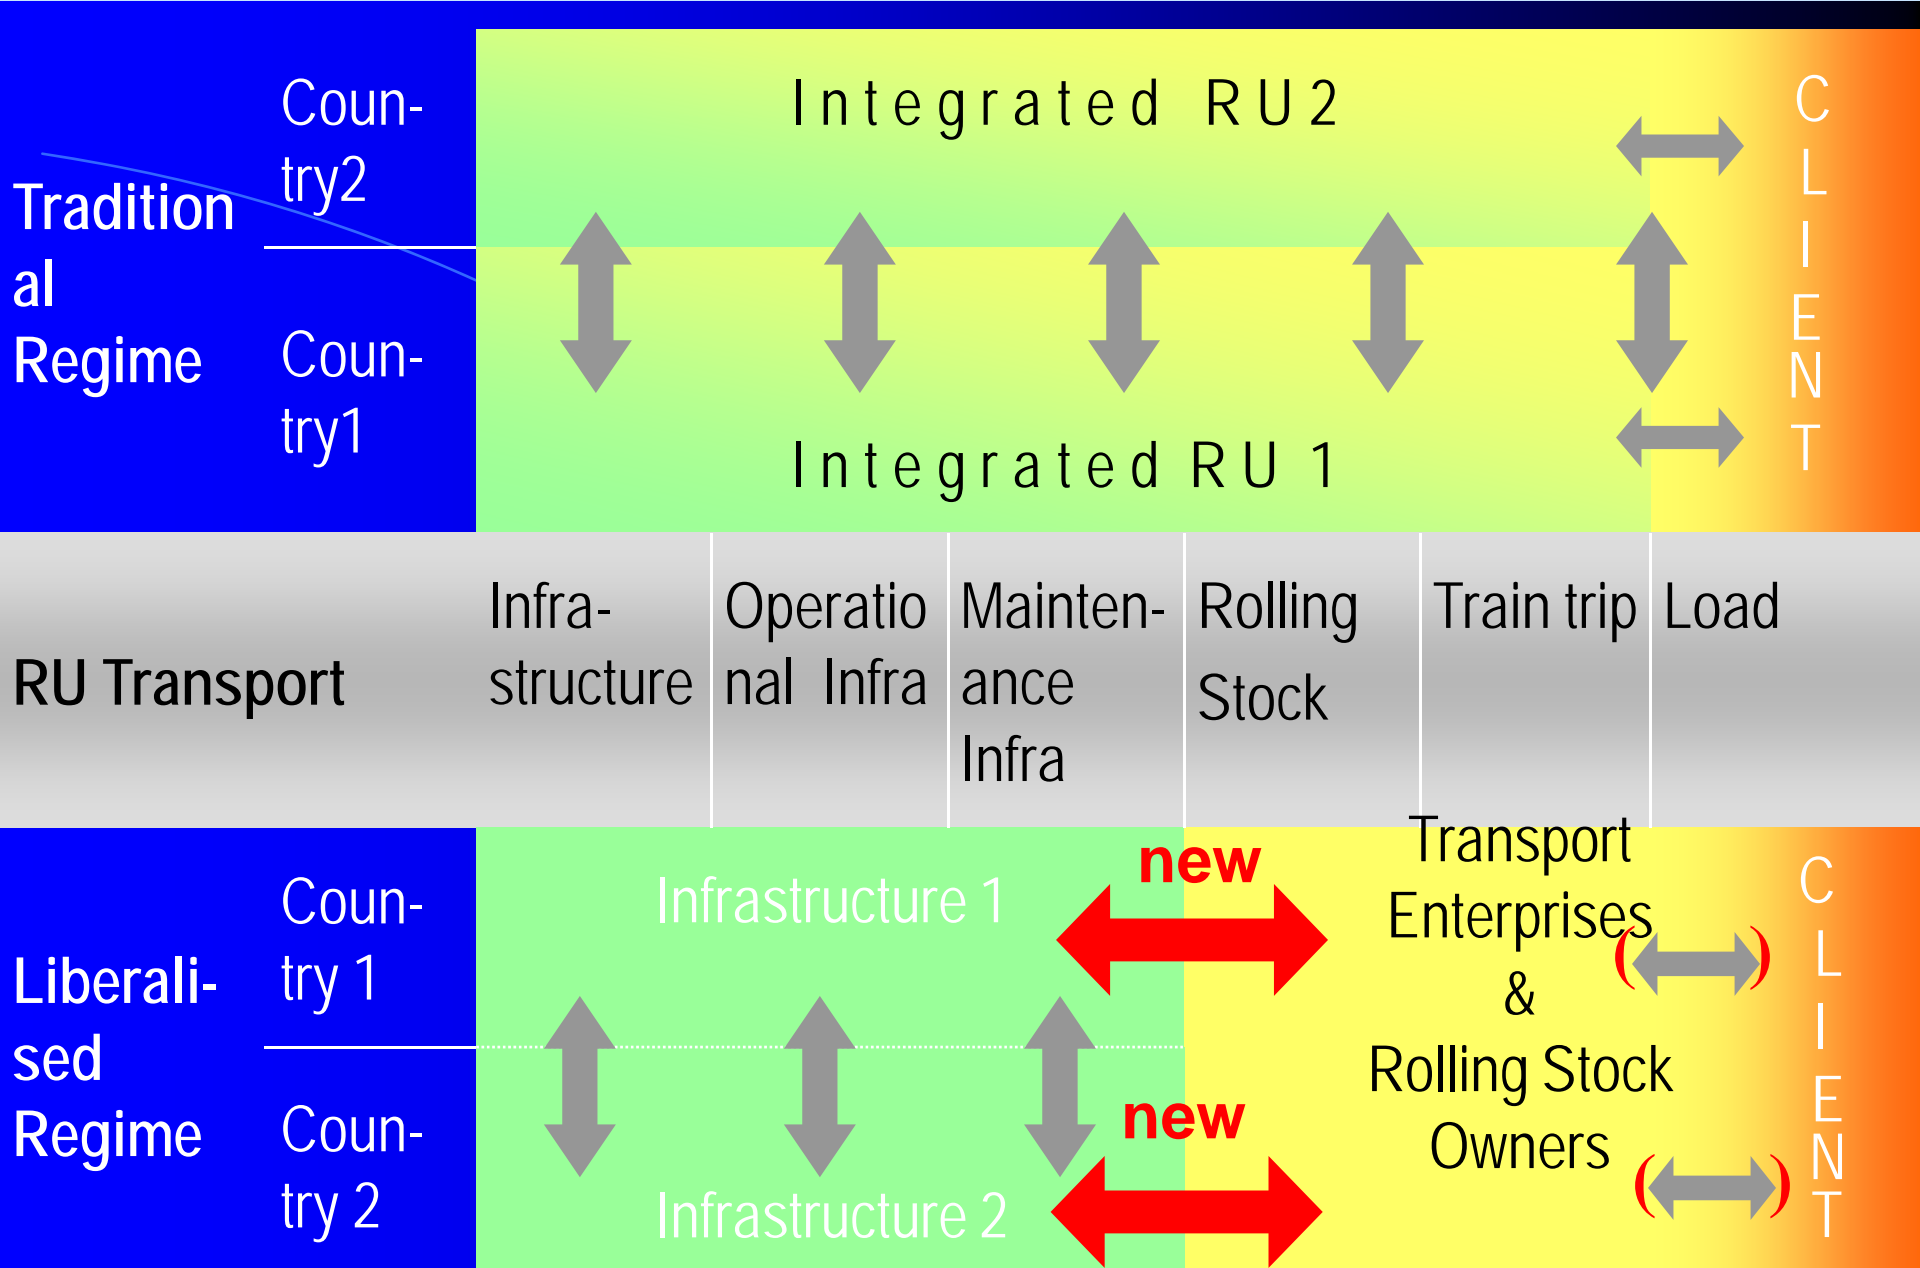 Tradition
al
Regime
Coun-
try2
Coun-
try1
Integrated RU2
Integrated RU 1
C
L
I
E
N
T
RU Transport
Infra-
structure
Operatio
nal Infra
Mainten-
ance
Infra
Rolling
Stock
Train trip
Load
Liberali-
sed
Regime
Coun-
try 1
Coun-
try 2
Infrastructure 1
Infrastructure 2
new
new
Transport
Enterprises
&
Rolling Stock
Owners
( )
( )
C
L
I
E
N
T